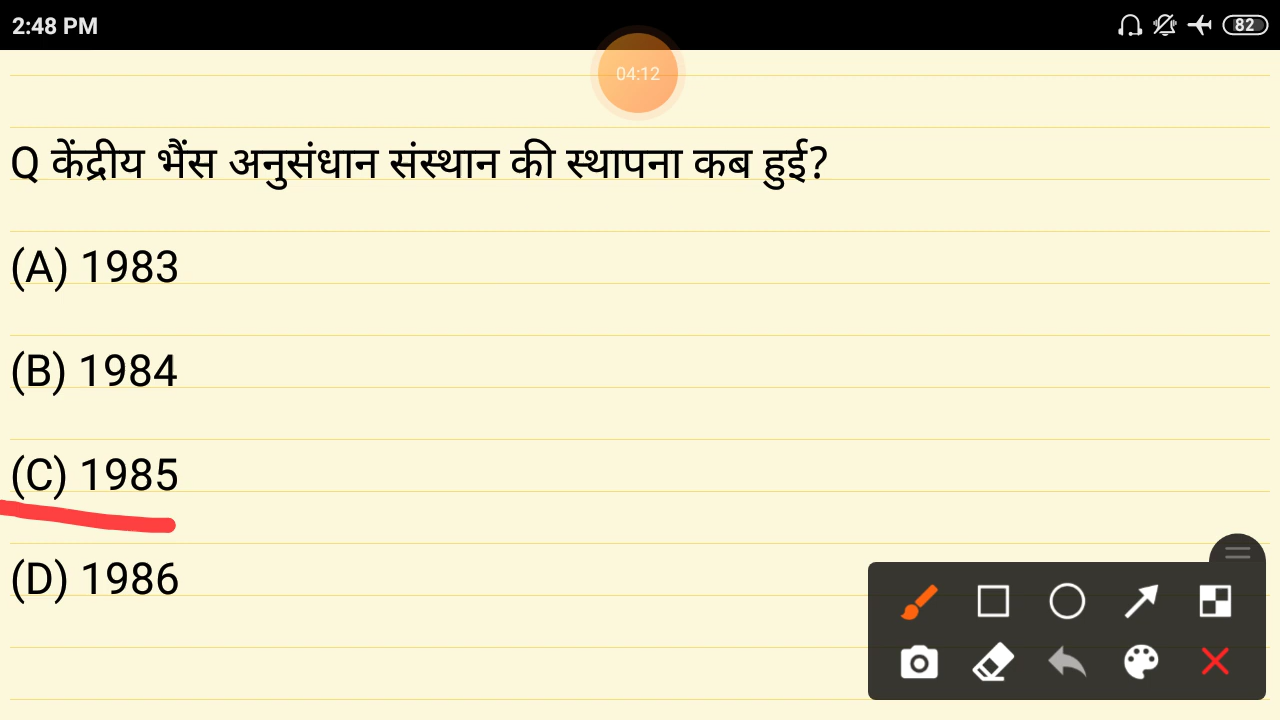 2:48 PM
82
04:12
Q केंद्रीय भैंस अनुसंधान संस्थान की स्थापना कब हुई?
(A) 1983
(B) 1984
(C) 1985
(D) 1986